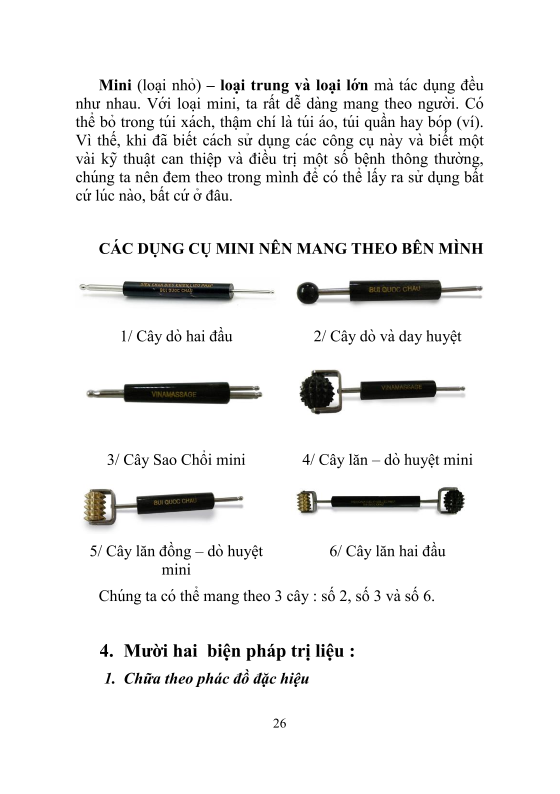 Mini (loại nhỏ) – loại trung và loại lớn mà tác dụng đều
như nhau. Với loại mini, ta rất dễ dàng mang theo người. Có
thể bỏ trong túi xách, thậm chí là túi áo, túi quần hay bóp (ví).
Vì thế, khi đã biết cách sử dụng các công cụ này và biết một
vài kỹ thuật can thiệp và điều trị một số bệnh thông thường,
chúng ta nên đem theo trong mình để có thể lấy ra sử dụng bất
cứ lúc nào, bất cứ ở đâu.
CÁC DỤNG CỤ MINI NÊN MANG THEO BÊN MÌNH
BUI QUOC CHAU
BUI QUOC CHAU
1/ Cây dò hai đầu
2/ Cây dò và day huyệt
VINAMASSAGE
VINAMASSAGE
3/ Cây Sao Chổi mini
4/ Cây lăn – dò huyệt mini
BUI QUOC CHAU
5/ Cây lăn đồng – dò huyệt
mini
6/ Cây lăn hai đầu
Chúng ta có thể mang theo 3 cây : số 2, số 3 và số 6.
4. Mười hai biện pháp trị liệu :
1. Chữa theo phác đồ đặc hiệu
26